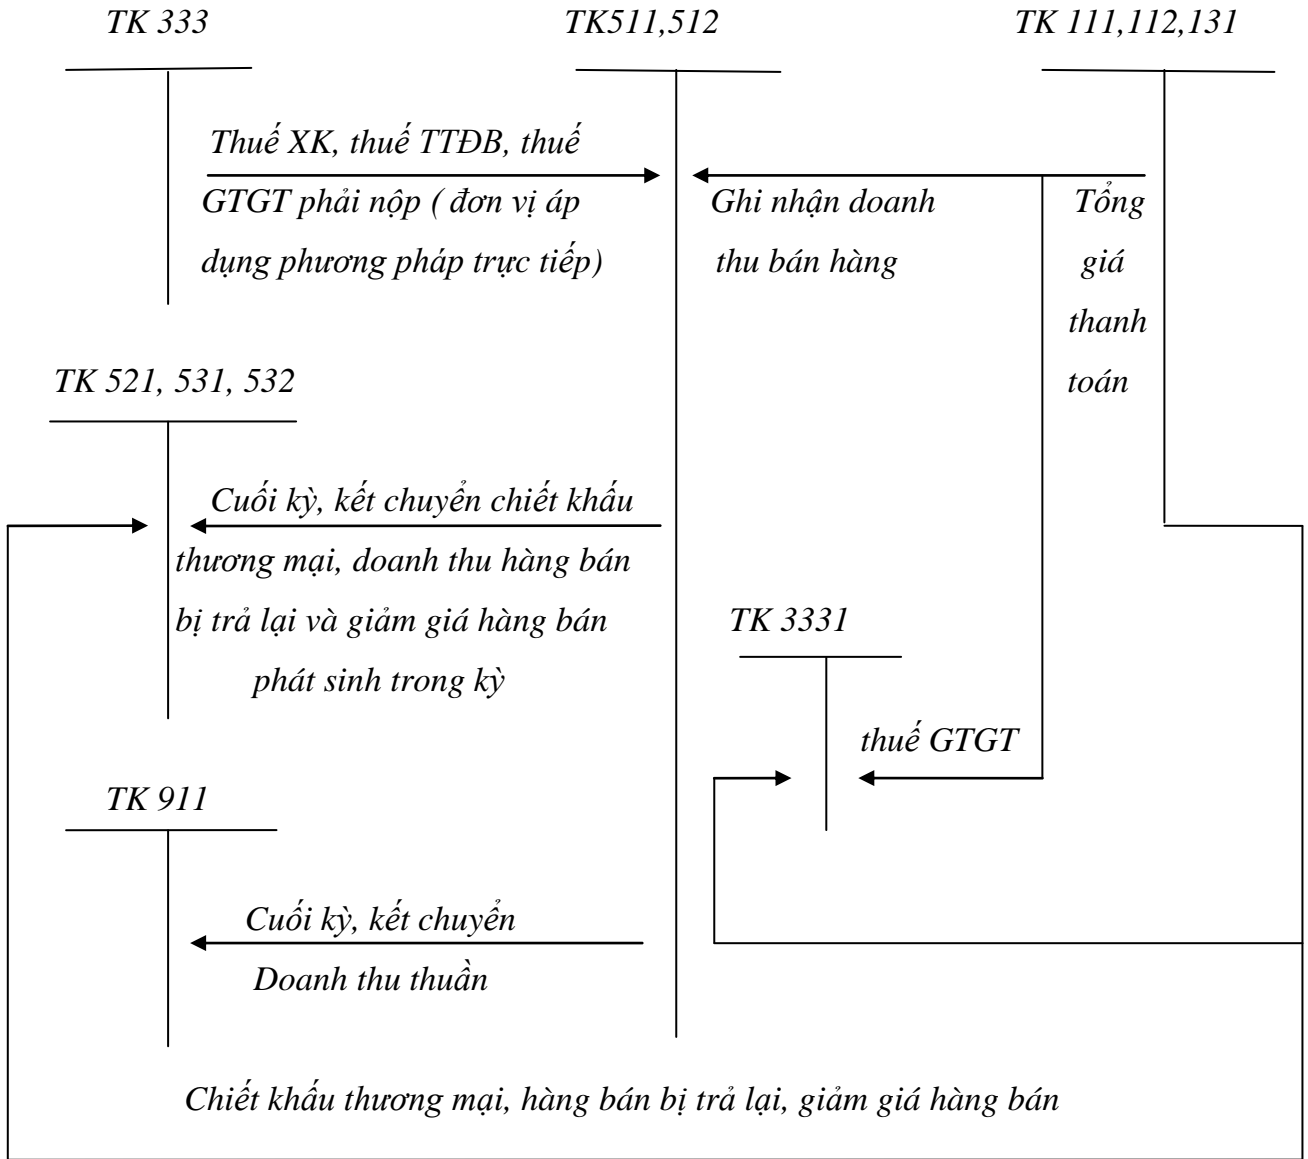 TK 333
TK511,512
TK 111,112,131
Thuế XK, thuế TTĐB, thuế
GTGT phải nộp ( đơn vị áp
dụng phương pháp trực tiếp)
Ghi nhận doanh
thu bán hàng
Tổng
giá
thanh
toán
TK 521, 531, 532
Cuối kỳ, kết chuyển chiết khấu
thương mại, doanh thu hàng bán
bị trả lại và giảm giá hàng bán
phát sinh trong kỳ
TK 3331
thuế GTGT
TK 911
Cuối kỳ, kết chuyển
Doanh thu thuần
Chiết khấu thương mại, hàng bán bị trả lại, giảm giá hàng bán